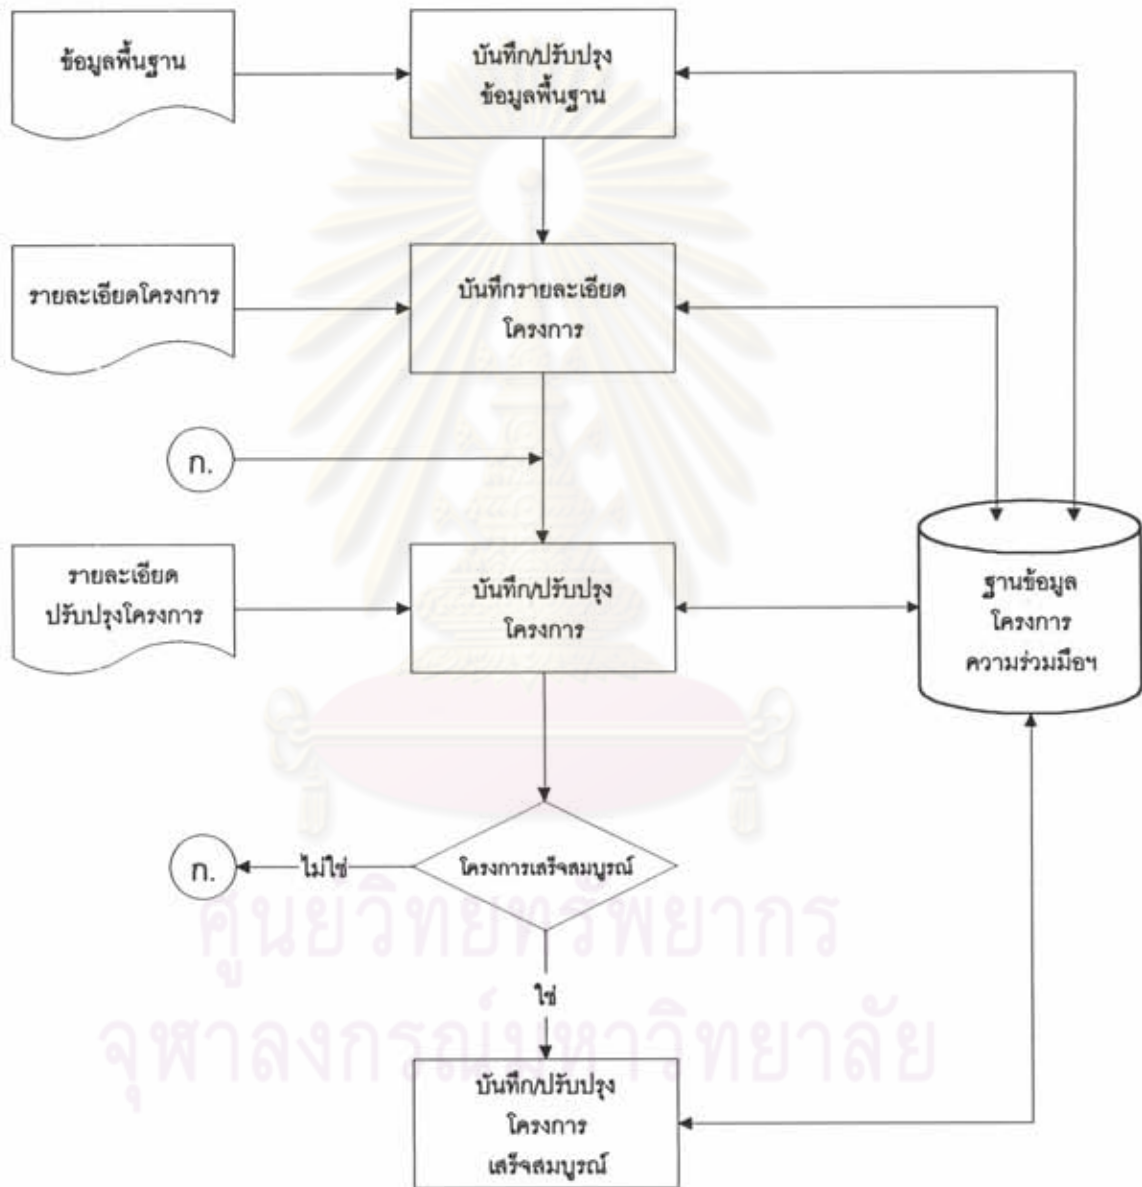 ข้อมูลพื้นฐาน
บันทึก/ปรับปรุง
ข้อมูลพื้นฐาน
รายละเอียดโครงการ
บันทึกรายละเอียด
โครงการ
ก.
รายละเอียด
ปรับปรุงโครงการ
บันทึก/ปรับปรุง
โครงการ
ฐานข้อมูล
โครงการ
ความร่วมมือฯ
ก.
ไม่ใช่
โครงการเสร็จสมบูรณ์
ศูนย์วิทยทรัพยากร
ใช่
จุฬาลงกรณ์มหาวิทยาลัย
บันทึก/ปรับปรุง
โครงการ
เสร็จสมบูรณ์